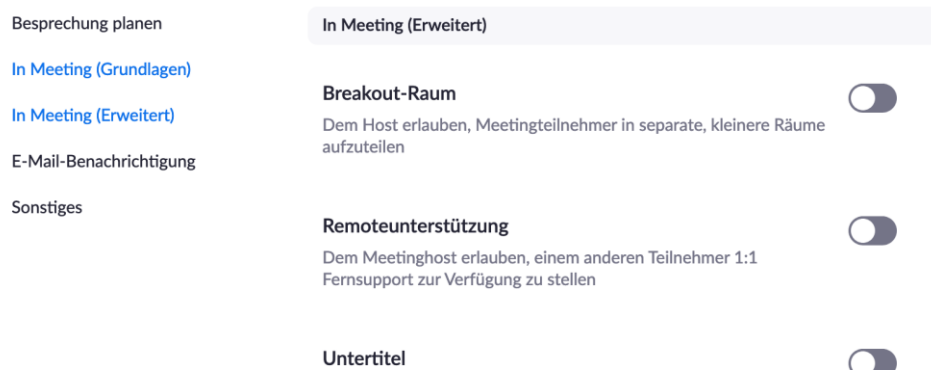 Besprechung planen
In Meeting (Grundlagen)
In Meeting (Erweitert)
E-Mail-Benachrichtigung
Sonstiges
In Meeting (Erweitert)
Breakout-Raum
Dem Host erlauben, Meetingteilnehmer in separate, kleinere Räume
aufzuteilen
Remoteunterstützung
Dem Meetinghost erlauben, einem anderen Teilnehmer 1:1
Fernsupport zur Verfügung zu stellen
Untertitel